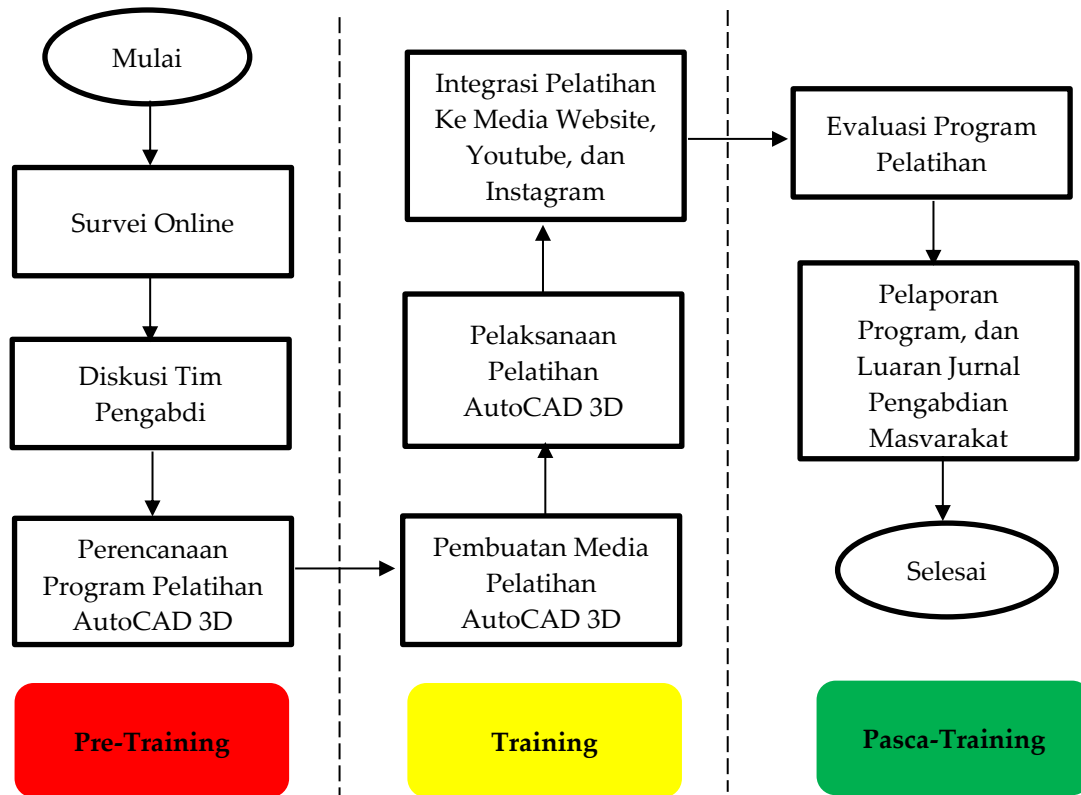 Mulai
Survei Online
Diskusi Tim
Pengabdi
Perencanaan
Program Pelatihan
AutoCAD 3D
Pre-Training
Integrasi Pelatihan
Ke Media Website,
Youtube, dan
Instagram
Pelaksanaan
Pelatihan
AutoCAD 3D
Pembuatan Media
Pelatihan
AutoCAD 3D
Training
Evaluasi Program
Pelatihan
Pelaporan
Program, dan
Luaran Jurnal
Pengabdian
Masvarakat
Selesai
Pasca-Training